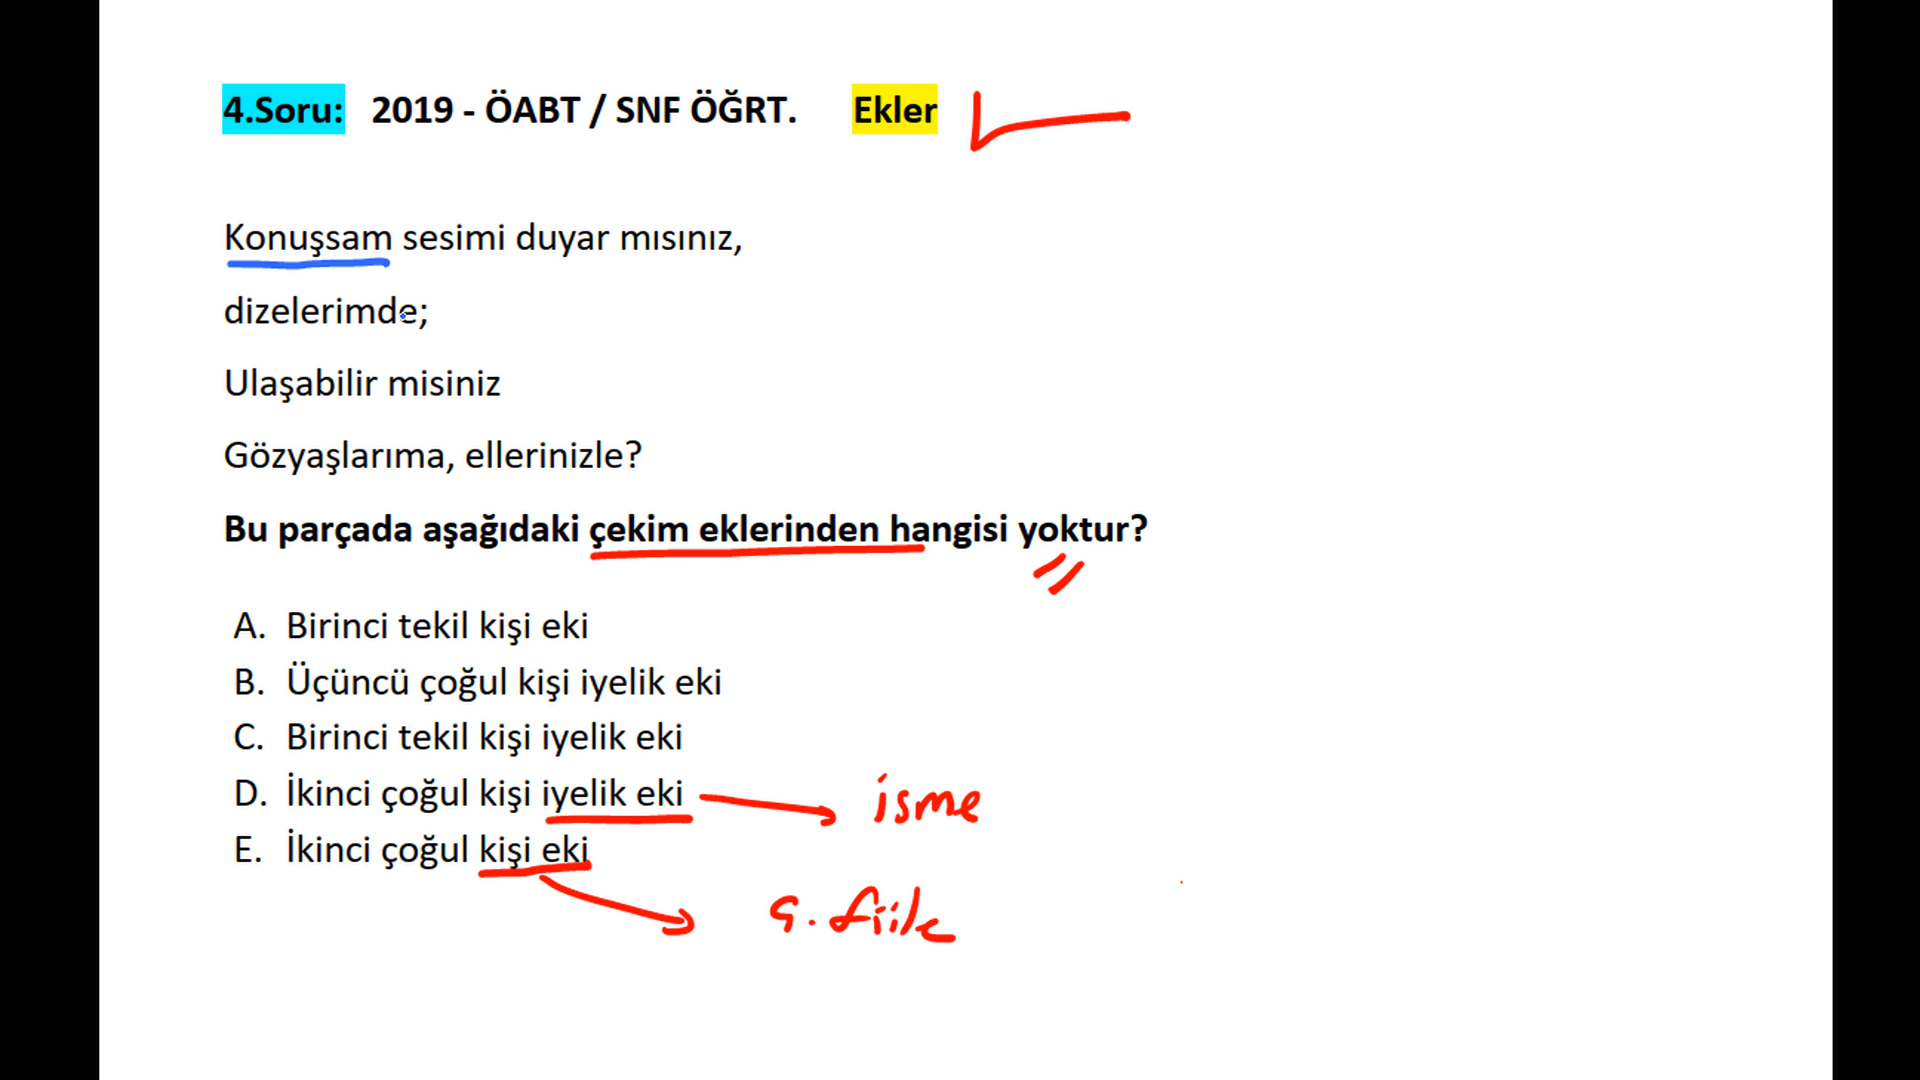 4.Soru: 2019 - ÖABT / SNF ÖĞRT. Ekler
Konuşsam sesimi duyar mısınız,
dizelerimde;
Ulaşabilir misiniz
Gözyaşlarıma, ellerinizle?
Bu parçada aşağıdaki çekim eklerinden hangisi yoktur?
A. Birinci tekil kişi eki
B. Üçüncü çoğul kişi iyelik eki
C. Birinci tekil kişi iyelik eki
D. İkinci çoğul kişi iyelik eki isme
E. İkinci çoğul kişi eki
ç. fiile